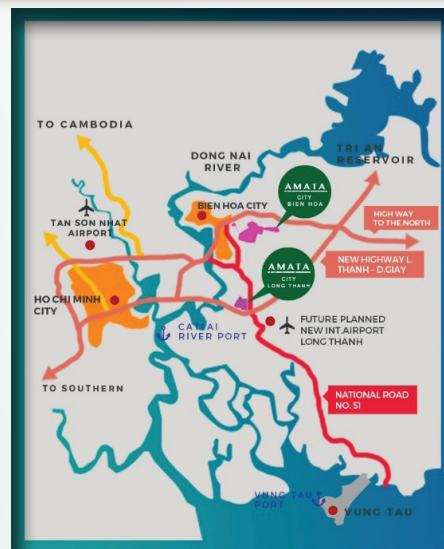 TO CAMBODIA
DONG NAI
RIVER
TRI AN
RESERVOIR
AMATA
CITY
BIEN HOA
BIEN HOA CITY
TAN SON NHAT
AIRPORT
HIGH WAY
TO THE NORTH
NEW HIGHWAY L.
THANH - D.GIAY
AMATA
CITY
LONG THANH
HO CHI MINH
CITY
CATLAI
RIVER PORT
FUTURE PLANNED
NEW INT.AIRPORT
LONG THANH
TO SOUTHERN
NATIONAL ROAD
NO. 51
VUNG TAU
PORT
VUNG TAU